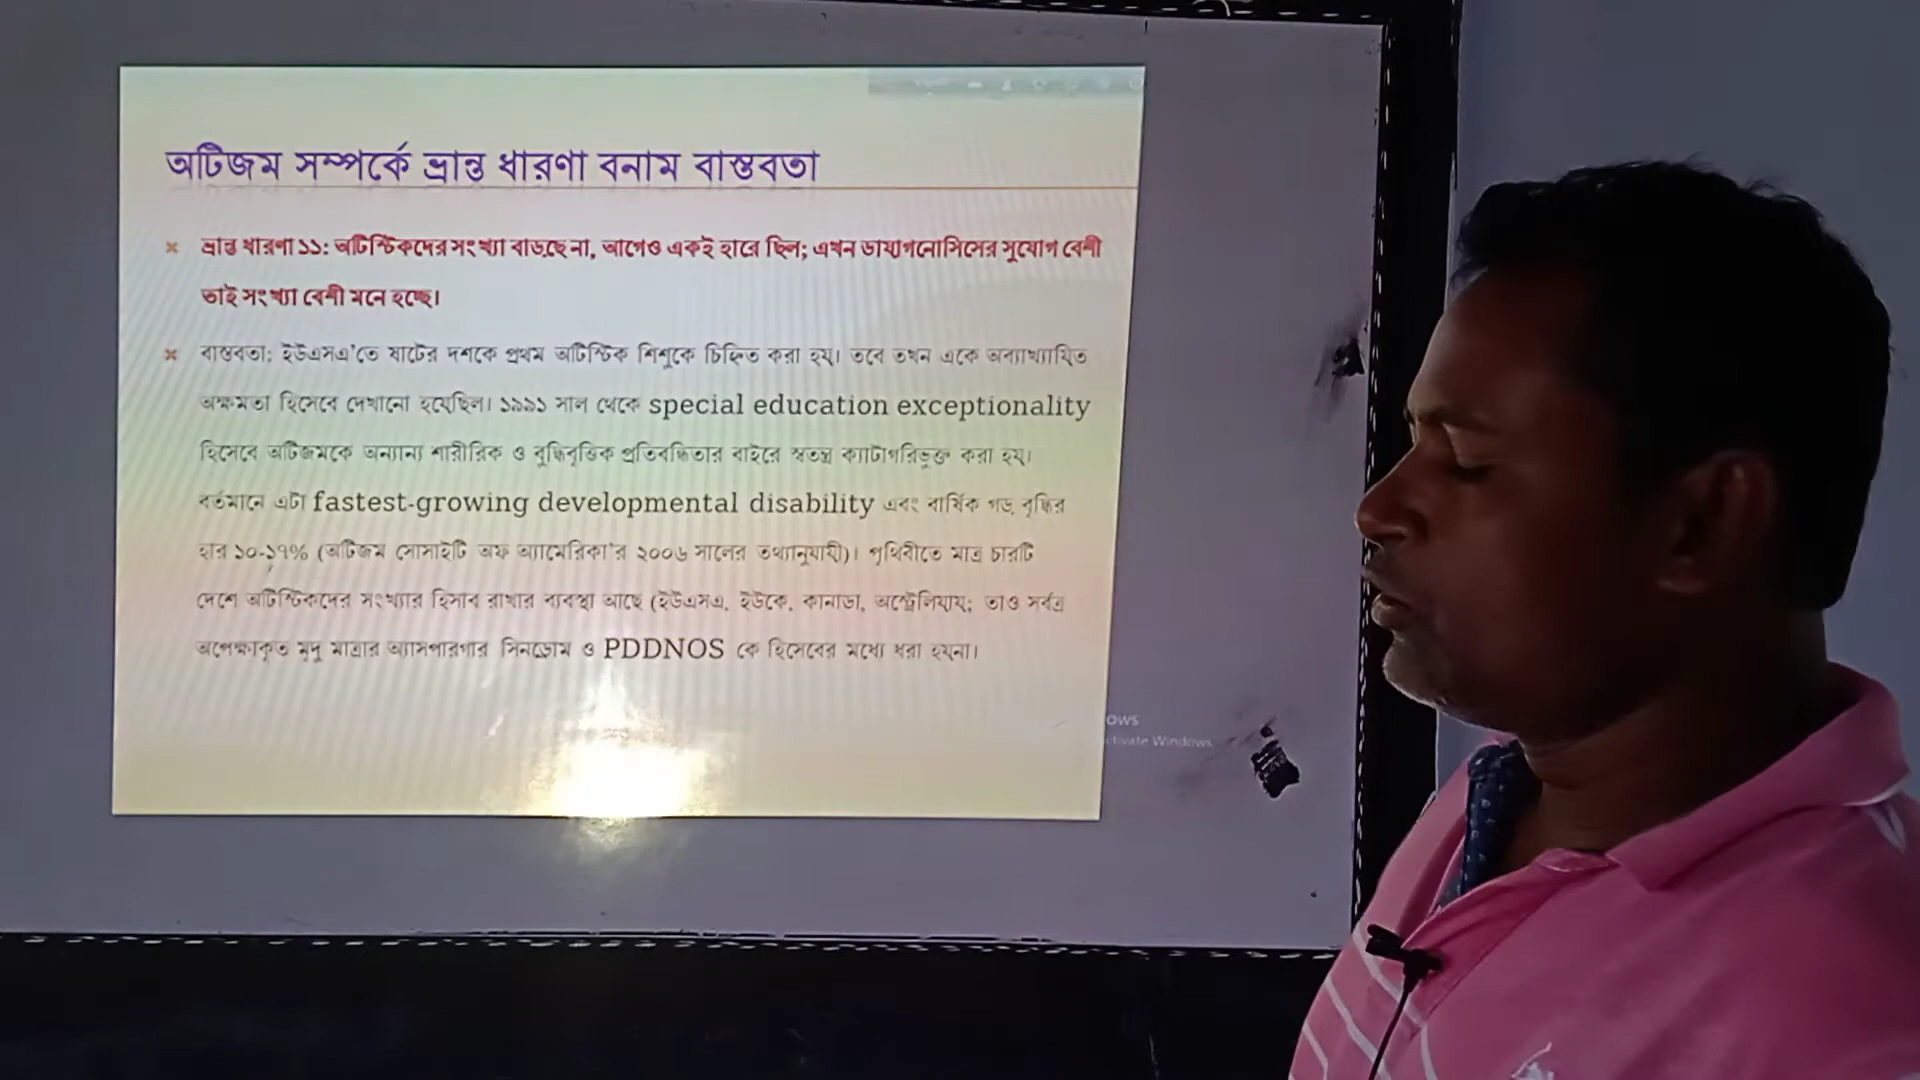 অটিজম সম্পর্কে ভ্রান্ত ধারণা বনাম বাস্তবতা
ভ্রান্ত ধারণা ১১: অটিস্টিকদের সংখ্যা বাড়ছে না, আগেও একই হারে ছিল; এখন ডায়াগনোসিসের সুযোগ বেশী
তাই সংখ্যা বেশী মনে হচ্ছে।
বাস্তবতা: ইউএসএ'তে ষাটের দশকে প্রথম অটিস্টিক শিশুকে চিহ্নিত করা হয়। তবে তখন একে অব্যাখ্যায়িত
অক্ষমতা হিসেবে দেখানো হয়েছিল। ১৯৯১ সাল থেকে special education exceptionality
হিসেবে অটিজমকে অন্যান্য শারীরিক ও বুদ্ধিবৃত্তিক প্রতিবন্ধিতার বাইরে স্বতন্ত্র ক্যাটাগরিভুক্ত করা হয়।
বর্তমানে এটা fastest-growing developmental disability এবং বার্ষিক গড় বৃদ্ধির
হার ১০-১৭% (অটিজম সোসাইটি অফ অ্যামেরিকা'র ২০০৬ সালের তথ্যানুযায়ী)। পৃথিবীতে মাত্র চারটি
দেশে অটিস্টিকদের সংখ্যার হিসাব রাখার ব্যবস্থা আছে (ইউএসএ, ইউকে, কানাডা, অস্ট্রেলিয়ায়; তাও সর্বত্র
অপেক্ষাকৃত মৃদু মাত্রার অ্যাসপারগার সিনড্রোম ও PDDNOS কে হিসেবের মধ্যে ধরা হয়না।
ows
ctivate Windows